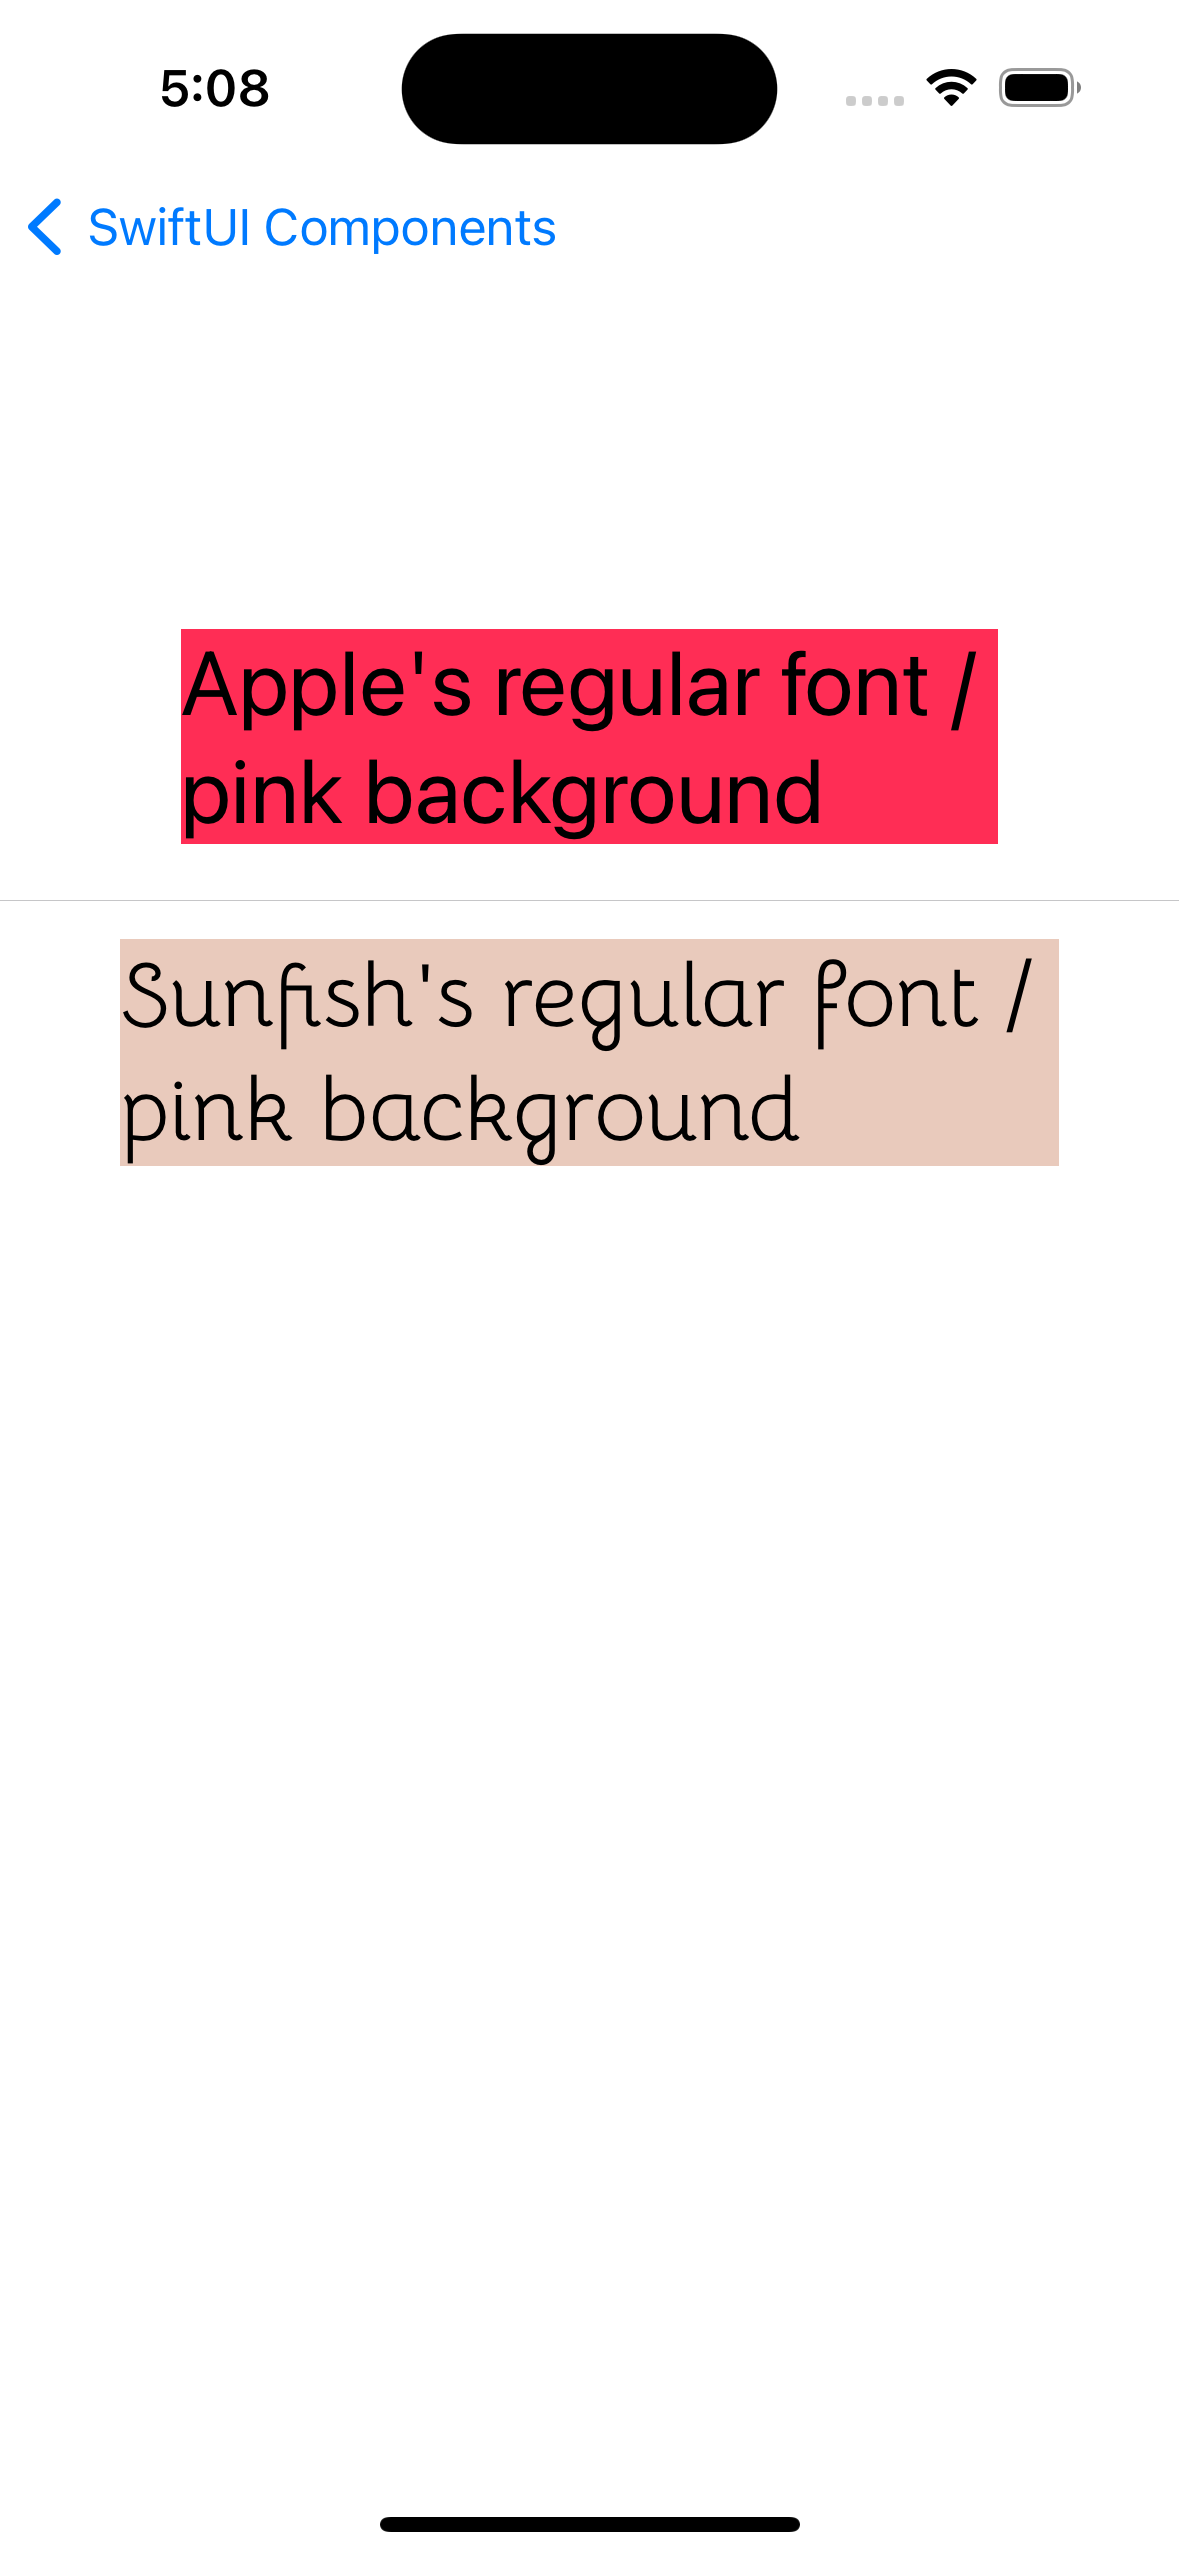 5:08
SwiftUI Components
Apple's regular font /
pink background
Sunfish's regular font /
pink background